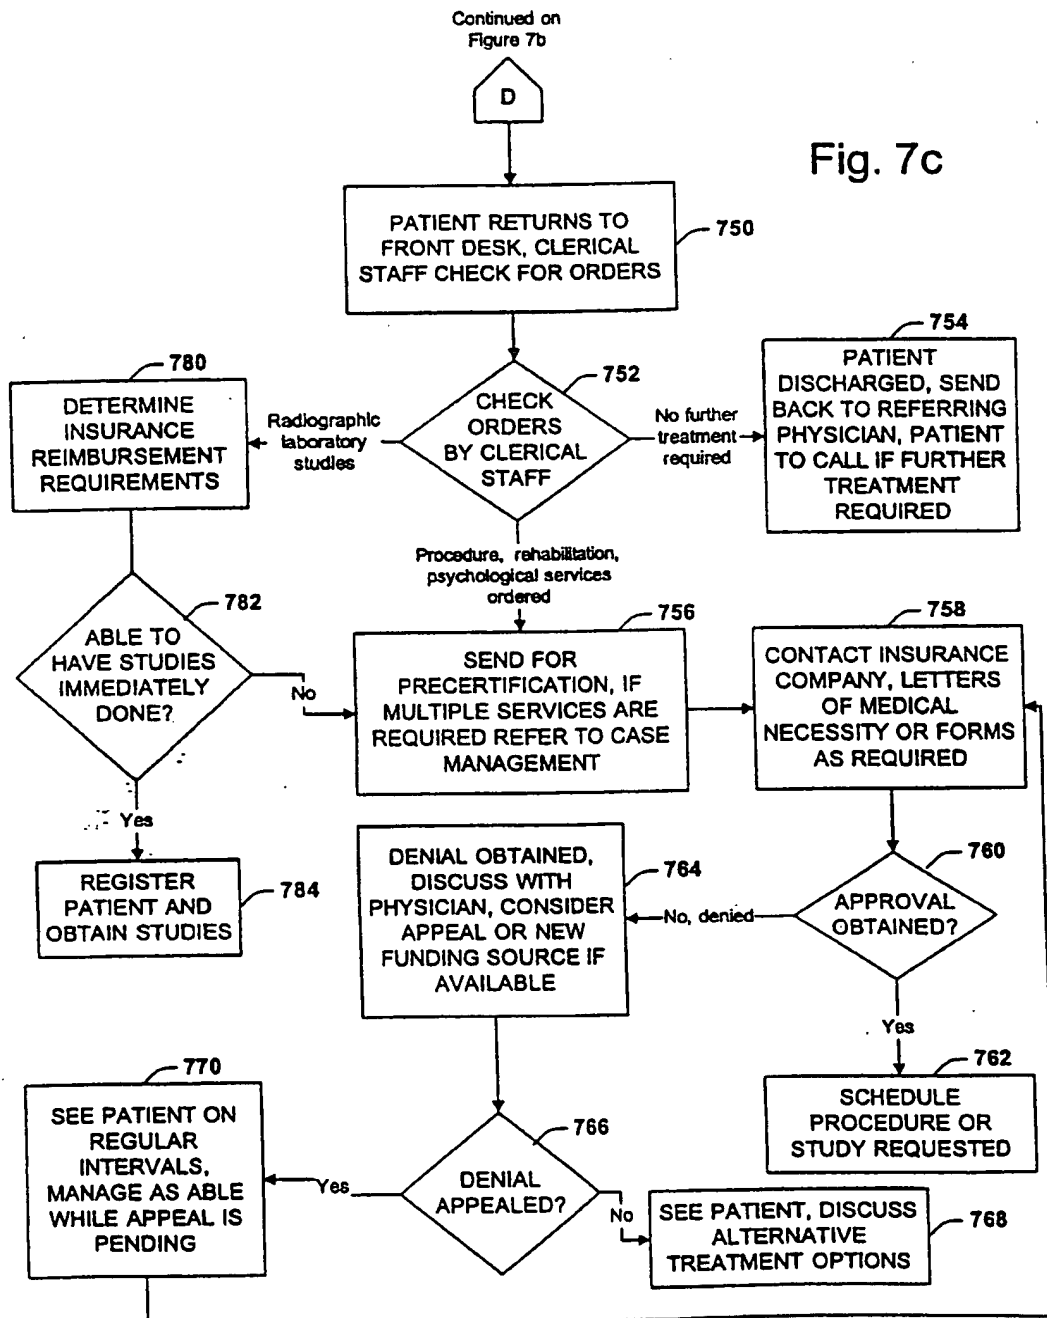 Continued on
Figure 7b
D
Fig. 7c
PATIENT RETURNS TO
FRONT DESK, CLERICAL
STAFF CHECK FOR ORDERS
750
754
PATIENT
DISCHARGED, SEND
BACK TO REFERRING
PHYSICIAN, PATIENT
TO CALL IF FURTHER
TREATMENT
REQUIRED
780
DETERMINE
INSURANCE
REIMBURSEMENT
REQUIREMENTS
Radiographic
laboratory
studies
752
CHECK
ORDERS
BY CLERICAL
STAFF
No further
treatment
required
Procedure, rehabilitation,
psychological services
ordered
782
ABLE TO
HAVE STUDIES
IMMEDIATELY
DONE?
No
756
SEND FOR
PRECERTIFICATION, IF
MULTIPLE SERVICES ARE
REQUIRED REFER TO CASE
MANAGEMENT
758
CONTACT INSURANCE
COMPANY, LETTERS
OF MEDICAL
NECESSITY OR FORMS
AS REQUIRED
Yes
REGISTER
PATIENT AND
OBTAIN STUDIES
784
DENIAL OBTAINED,
DISCUSS WITH
PHYSICIAN, CONSIDER
APPEAL OR NEW
FUNDING SOURCE IF
AVAILABLE
764
No, denied
760
APPROVAL
OBTAINED?
Yes
762
SCHEDULE
PROCEDURE OR
STUDY REQUESTED
770
SEE PATIENT ON
REGULAR
INTERVALS,
MANAGE AS ABLE
WHILE APPEAL IS
PENDING
Yes
766
DENIAL
APPEALED?
No
SEE PATIENT, DISCUSS
ALTERNATIVE
TREATMENT OPTIONS
768